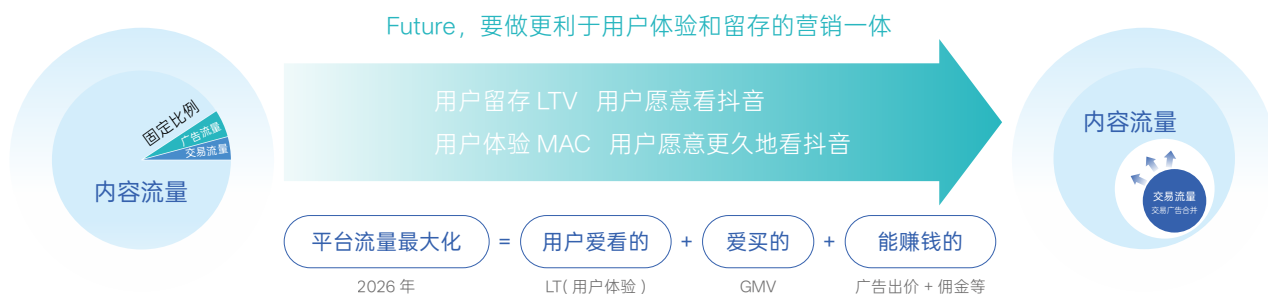 Future，要做更利于用户体验和留存的营销一体
固定比例
广告流量
交易流量
内容流量
用户留存 LTV 用户愿意看抖音
用户体验 MAC 用户愿意更久地看抖音
内容流量
交易流量
交易广告合并
平台流量最大化 = 用户爱看的 + 爱买的 + 能赚钱的
2026 年 LT( 用户体验 ) GMV 广告出价 + 佣金等